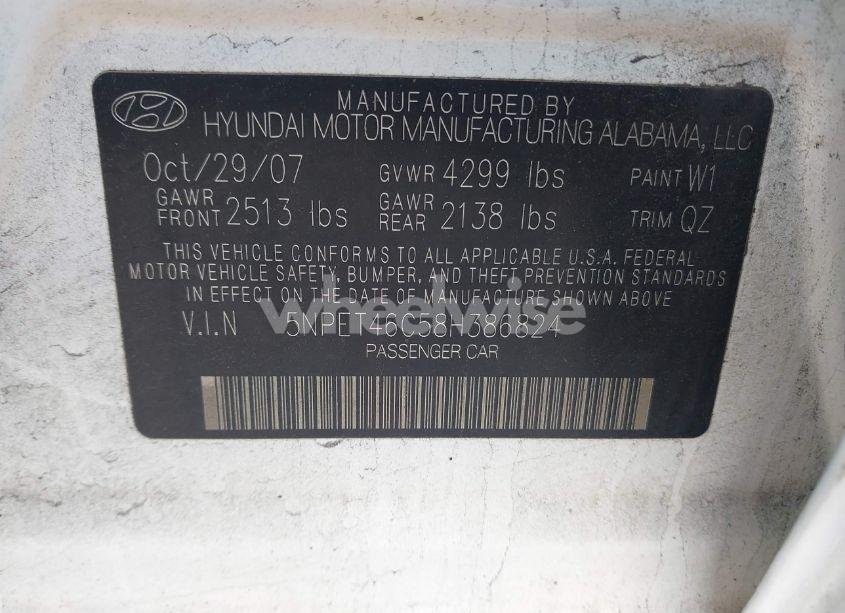 MANUFACTURED BY
HYUNDAI MOTOR MANUFACTURING ALABAMA, LLC
Oct/29/07 GVWR 4299 lbs PAINT W1
GAWR FRONT 2513 lbs GAWR REAR 2138 lbs TRIM QZ
THIS VEHICLE CONFORMS TO ALL APPLICABLE U.S.A. FEDERAL
MOTOR VEHICLE SAFETY, BUMPER, AND THEFT PREVENTION STANDARDS
IN EFFECT ON THE DATE OF MANUFACTURE SHOWN ABOVE
wheelwise
V.I.N 5NPET46C58H386824
PASSENGER CAR